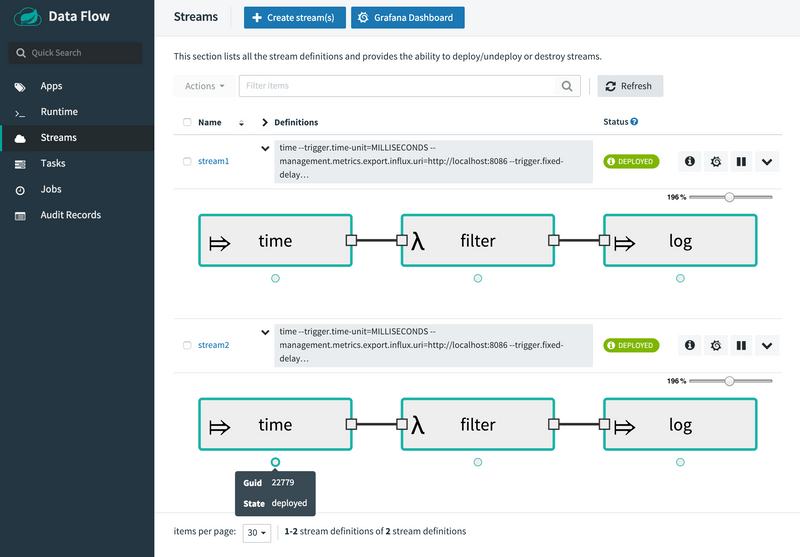 Data Flow
Quick Search
Apps
Runtime
Streams
Tasks
Jobs
Audit Records
Streams
Create stream(s)
Grafana Dashboard
This section lists all the stream definitions and provides the ability to deploy/undeploy or destroy streams.
Actions
Filter items
Refresh
Name
Definitions
Status
stream1
time --trigger.time-unit=MILLISECONDS --
management.metrics.export.influx.uri=http://localhost:8086 --trigger.fixed-
delay…
DEPLOYED
196 %
time
λ
filter
log
stream2
time --trigger.time-unit=MILLISECONDS --
management.metrics.export.influx.uri=http://localhost:8086 --trigger.fixed-
delay…
DEPLOYED
196 %
time
λ
filter
log
Guid 22779
State deployed
items per page: 30
1-2 stream definitions of 2 stream definitions